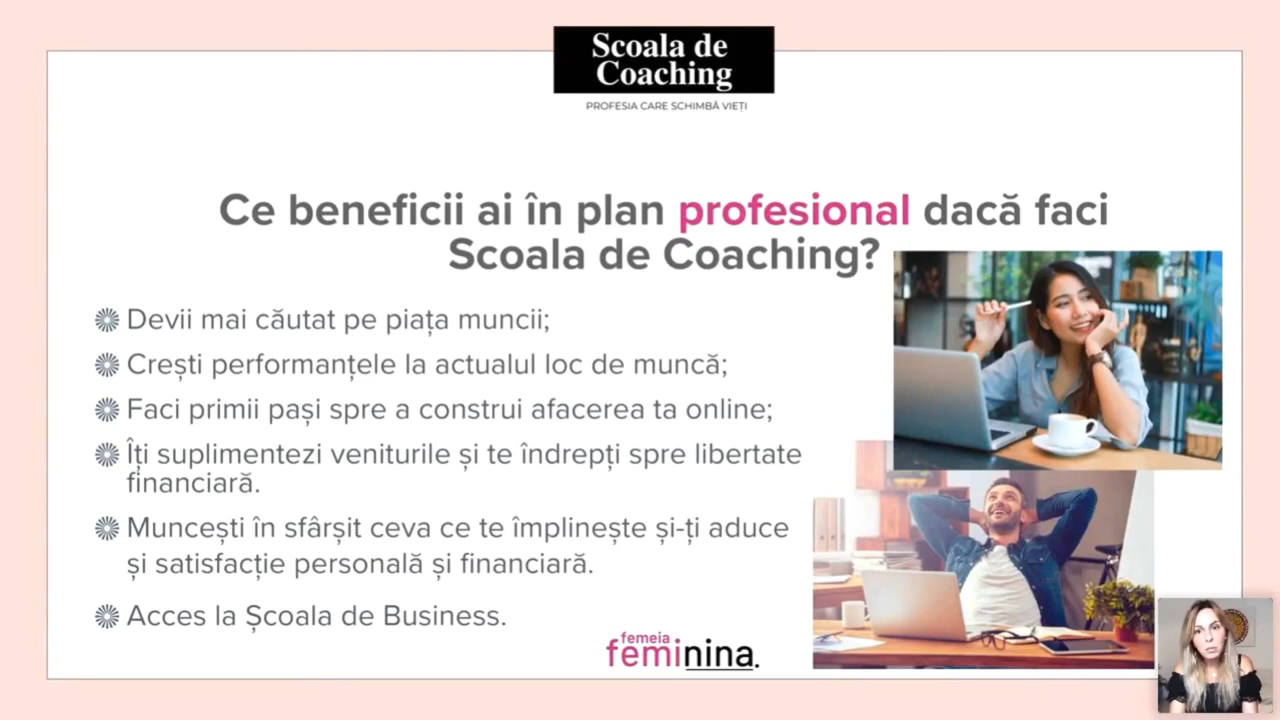 Scoala de
Coaching
PROFESIA CARE SCHIMBĂ VIEȚI
Ce beneficii ai în plan profesional dacă faci
Scoala de Coaching?
Devii mai căutat pe piața muncii;
Crești performanțele la actualul loc de muncă;
Faci primii pași spre a construi afacerea ta online;
Îți suplimentezi veniturile și te îndrepți spre libertate
financiară.
Muncești în sfârșit ceva ce te împlinește și-ți aduce
și satisfacție personală și financiară.
Acces la Școala de Business.
femeia
feminina.